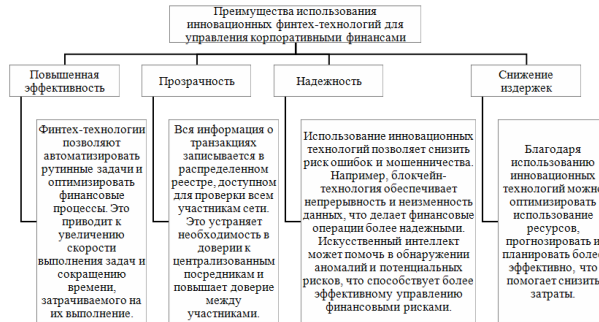 Преимущества использования
инновационных финтех-технологий для
управления корпоративными финансами
Повышенная
эффективность
Прозрачность
Надежность
Снижение
издержек
Финтех-технологии
позволяют
автоматизировать
рутинные задачи и
оптимизировать
финансовые
процессы. Это
приводит к
увеличению
скорости
выполнения задач и
сокращению
времени,
затрачиваемого на
их выполнение.
Вся информация о
транзакциях
записывается в
распределенном
реестре, доступном
для проверки всем
участникам сети.
Это устраняет
необходимость в
доверии к
централизованным
посредникам и
повышает доверие
между
участниками.
Использование инновационных
технологий позволяет снизить
риск ошибок и мошенничества.
Например, блокчейн-
технология обеспечивает
непрерывность и неизменность
данных, что делает финансовые
операции более надежными.
Искусственный интеллект
может помочь в обнаружении
аномалий и потенциальных
рисков, что способствует более
эффективному управлению
финансовыми рисками.
Благодаря
использованию
инновационных
технологий можно
оптимизировать
использование
ресурсов,
прогнозировать и
планировать более
эффективно, что
помогает снизить
затраты.